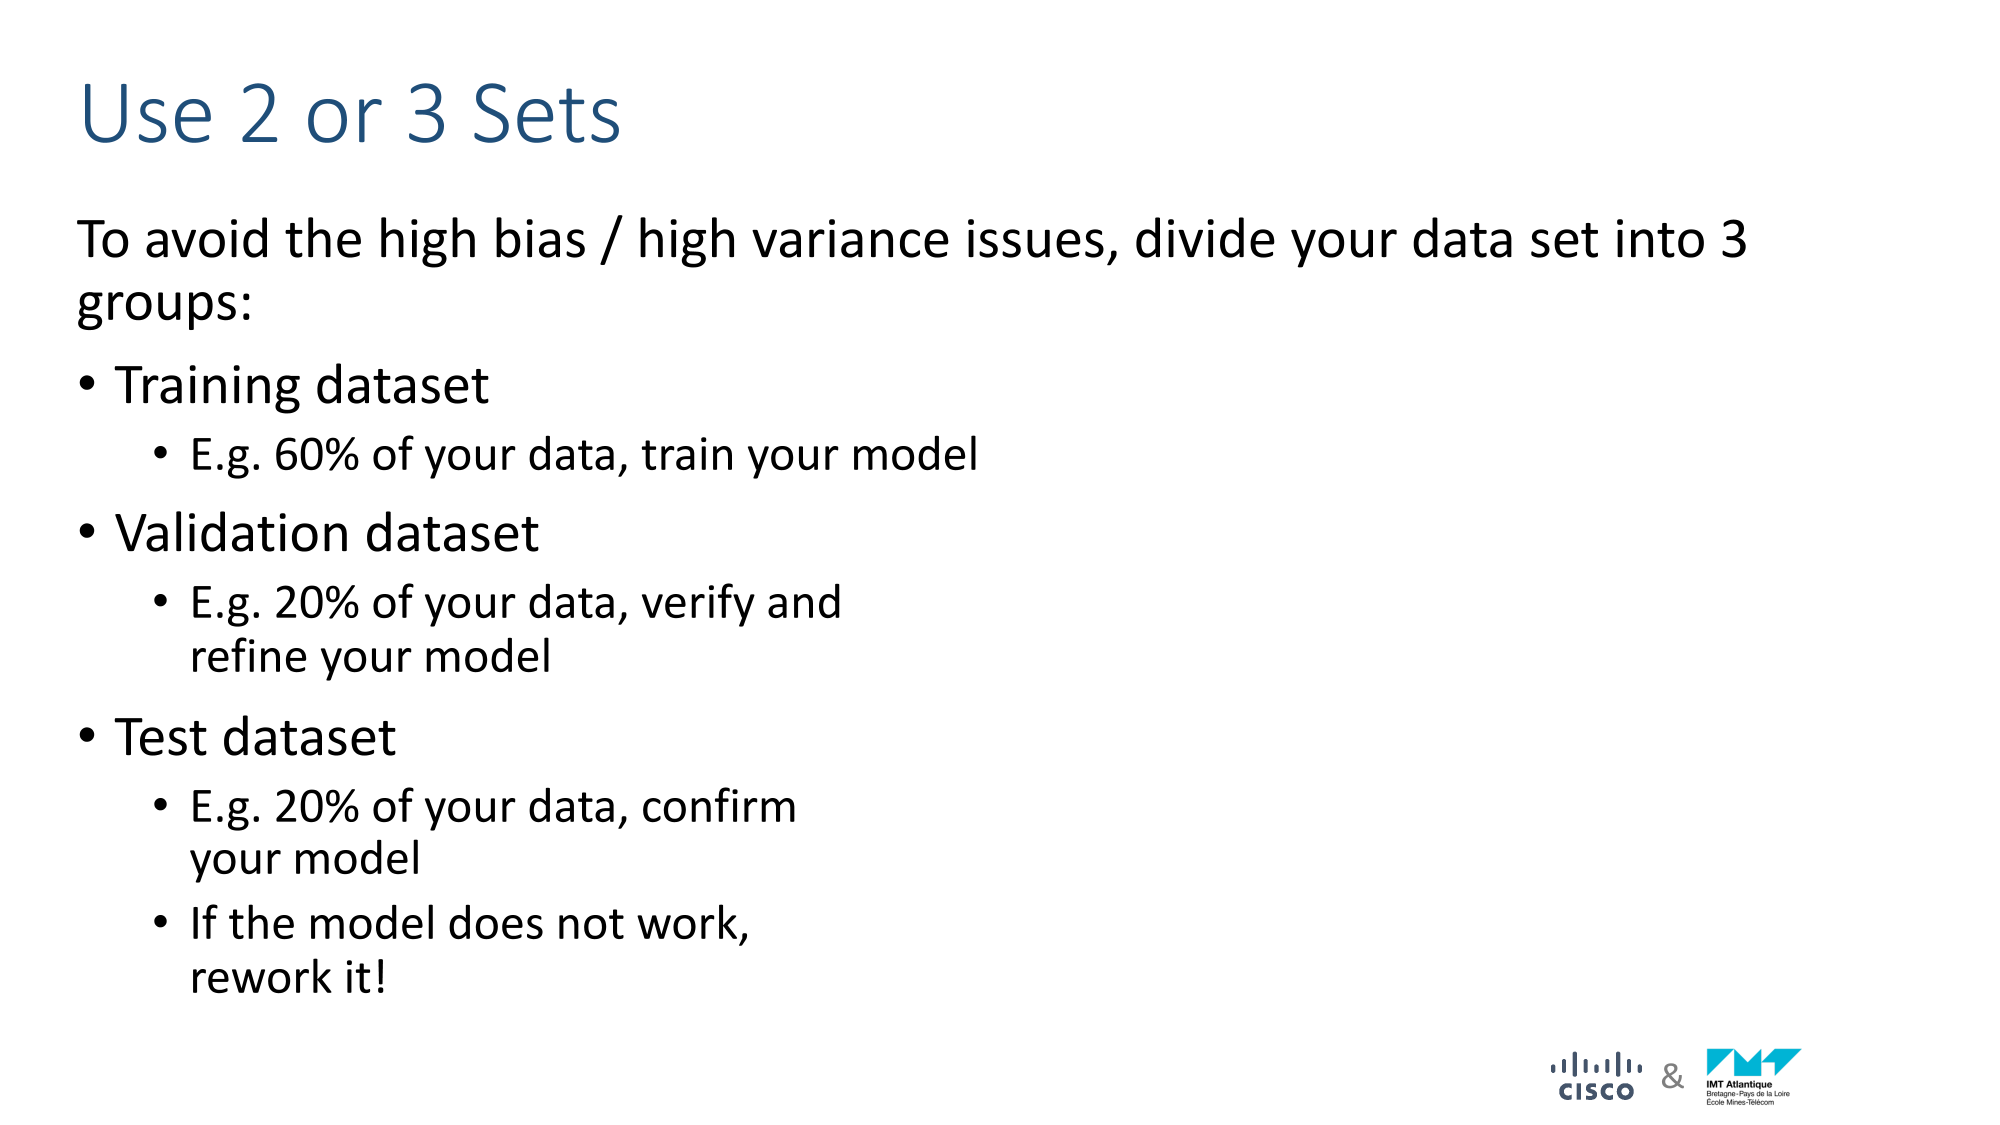 Use 2 or 3 Sets
To avoid the high bias / high variance issues, divide your data set into 3
groups:
• Training dataset
• E.g. 60% of your data, train your model
• Validation dataset
• E.g. 20% of your data, verify and
refine your model
• Test dataset
• E.g. 20% of your data, confirm
your model
• If the model does not work,
rework it!
CISCO & IMT Atlantique
Bretagne-Pays de la Loire
École Mines-Télécom